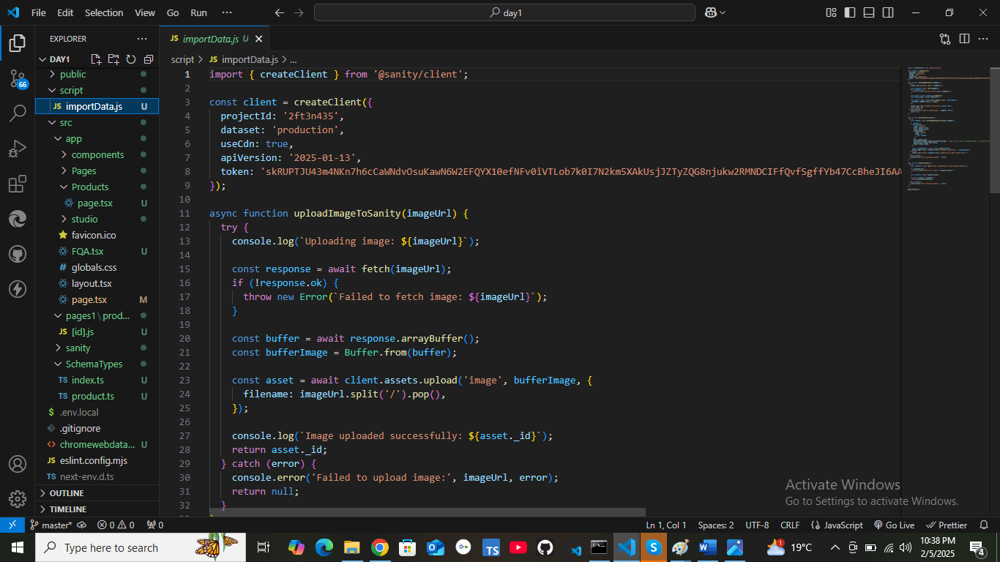 File Edit Selection View Go Run ··· day1
EXPLORER
DAY1
public
script
JS importData.js U
src
app
components
Pages
Products
page.tsx U
studio
favicon.ico
FQA.tsx U
# globals.css
layout.tsx
page.tsx M
pages1\prod...
JS [id].js U
sanity
SchemaTypes
TS index.ts U
TS product.ts U
$ .env.local
.gitignore
chromewebdata... U
JS eslint.config.mjs
TS next-env.d.ts
OUTLINE
TIMELINE
66
JS importData.js U
script > JS importData.js > ...
1 import { createClient } from '@sanity/client';
2
3 const client = createClient({
4 projectId: '2ft3n435',
5 dataset: 'production',
6 useCdn: true,
7 apiVersion: '2025-01-13',
8 token: '
9 });
10
11 async function uploadImageToSanity(imageUrl) {
12 try {
13 console.log(`Uploading image: ${imageUrl}`);
14
15 const response = await fetch(imageUrl);
16 if (!response.ok) {
17 throw new Error(`Failed to fetch image: ${imageUrl}`);
18 }
19
20 const buffer = await response.arrayBuffer();
21 const bufferImage = Buffer.from(buffer);
22
23 const asset = await client.assets.upload('image', bufferImage, {
24 filename: imageUrl.split('/').pop(),
25 });
26
27 console.log(`Image uploaded successfully: ${asset._id}`);
28 return asset._id;
29 } catch (error) {
30 console.error('Failed to upload image:', imageUrl, error);
31 return null;
32 }
Activate Windows
Go to Settings to activate Windows.
master* 0 0 0 Ln 1, Col 1 Spaces: 2 UTF-8 CRLF {} JavaScript Go Live Prettier
Type here to search
TS
S
W
1
19°C
10:38 PM
2/5/2025
4